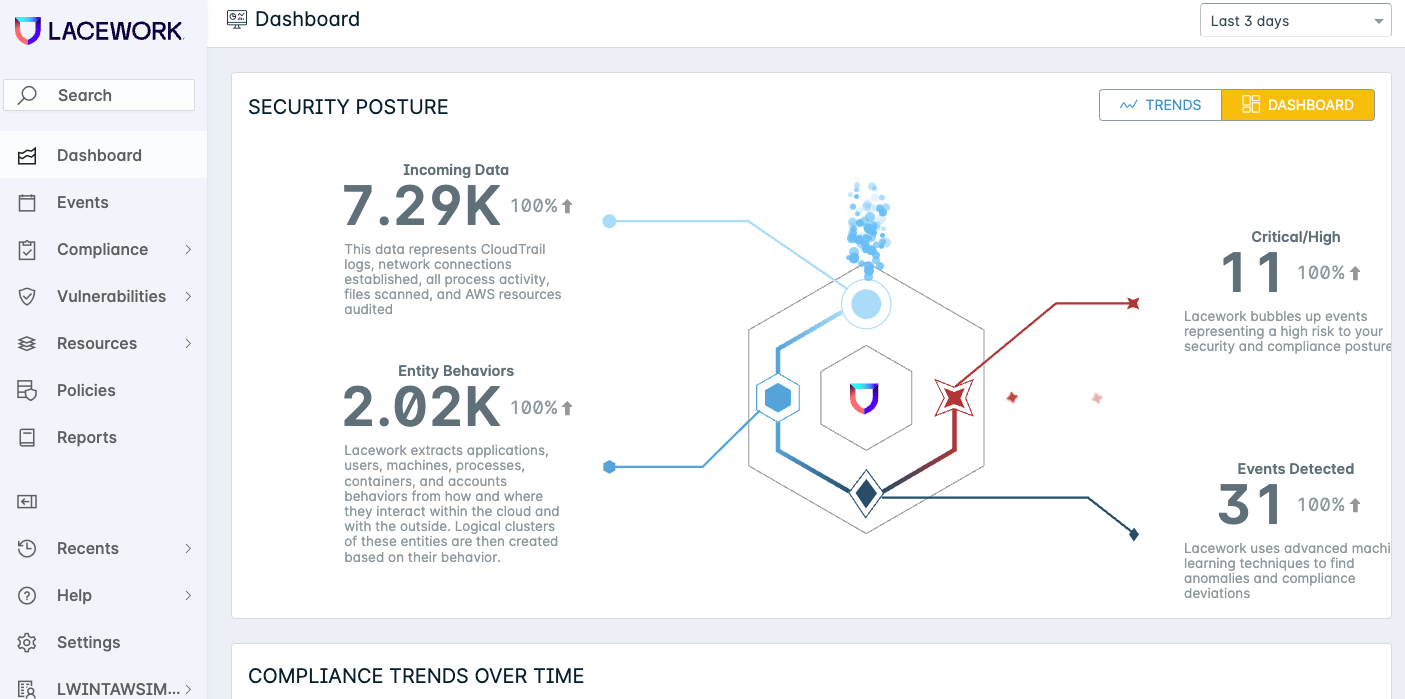 LACEWORK
Dashboard
Last 3 days
Search
Dashboard
Events
Compliance
Vulnerabilities
Resources
Policies
Reports
Recents
Help
Settings
LWINTAWSIM...
SECURITY POSTURE
TRENDS
DASHBOARD
Incoming Data
7.29K 100%
This data represents CloudTrail
logs, network connections
established, all process activity,
files scanned, and AWS resources
audited
Entity Behaviors
2.02K 100%
Lacework extracts applications,
users, machines, processes,
containers, and accounts
behaviors from how and where
they interact within the cloud and
with the outside. Logical clusters
of these entities are then created
based on their behavior.
Critical/High
11 100%
Lacework bubbles up events
representing a high risk to your
security and compliance posture
Events Detected
31 100%
Lacework uses advanced machi
learning techniques to find
anomalies and compliance
deviations
COMPLIANCE TRENDS OVER TIME